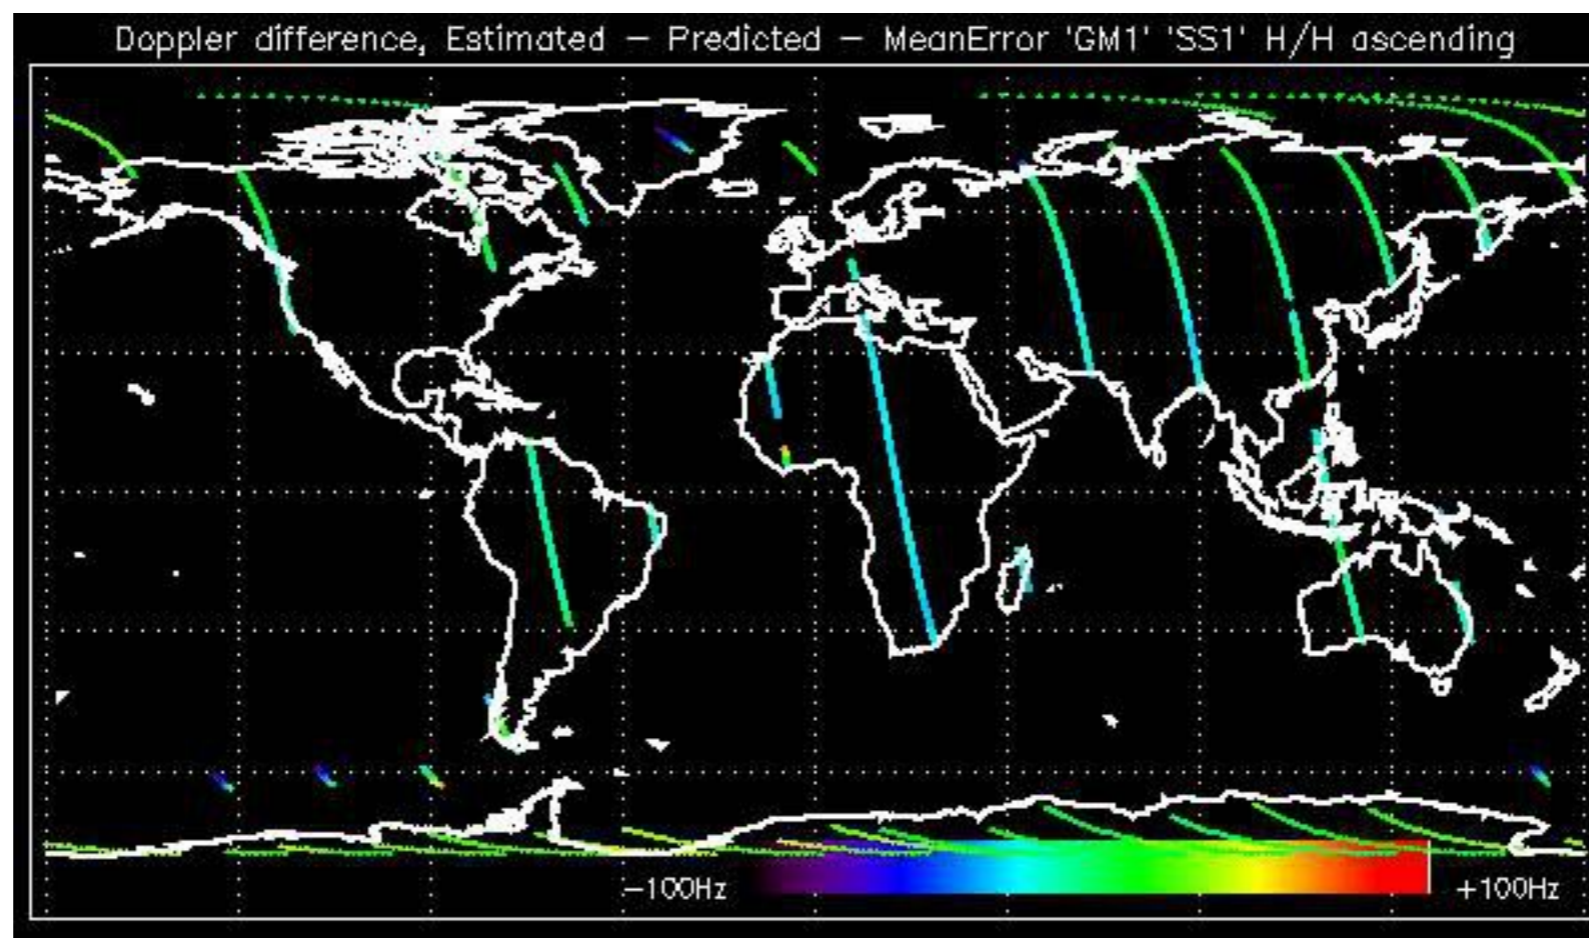 Doppler difference, Estimated - Predicted - MeanError 'GM1' 'SS1' H/H ascending
-100Hz
+100Hz